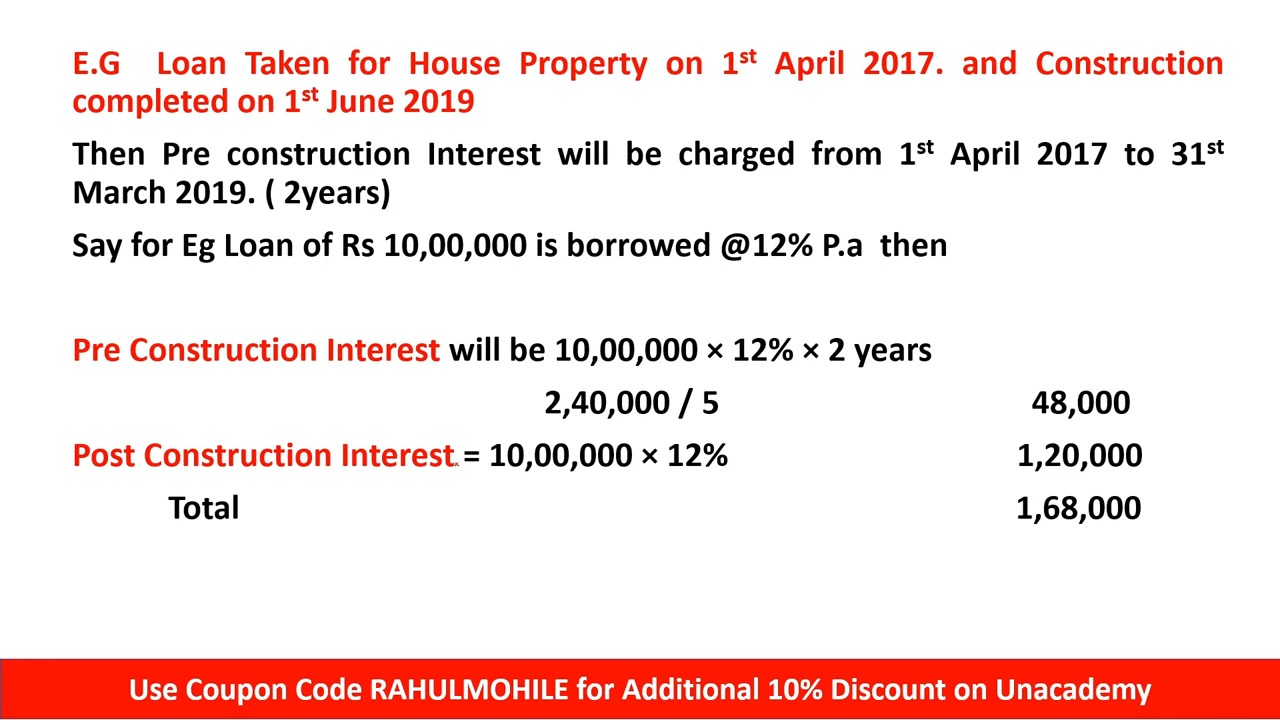 E.G Loan Taken for House Property on 1st April 2017. and Construction
completed on 1st June 2019
Then Pre construction Interest will be charged from 1st April 2017 to 31st
March 2019. ( 2years)
Say for Eg Loan of Rs 10,00,000 is borrowed @12% P.a then
Pre Construction Interest will be 10,00,000 × 12% × 2 years
2,40,000 / 5 48,000
Post Construction Interest = 10,00,000 × 12% 1,20,000
Total 1,68,000
Use Coupon Code RAHULMOHILE for Additional 10% Discount on Unacademy